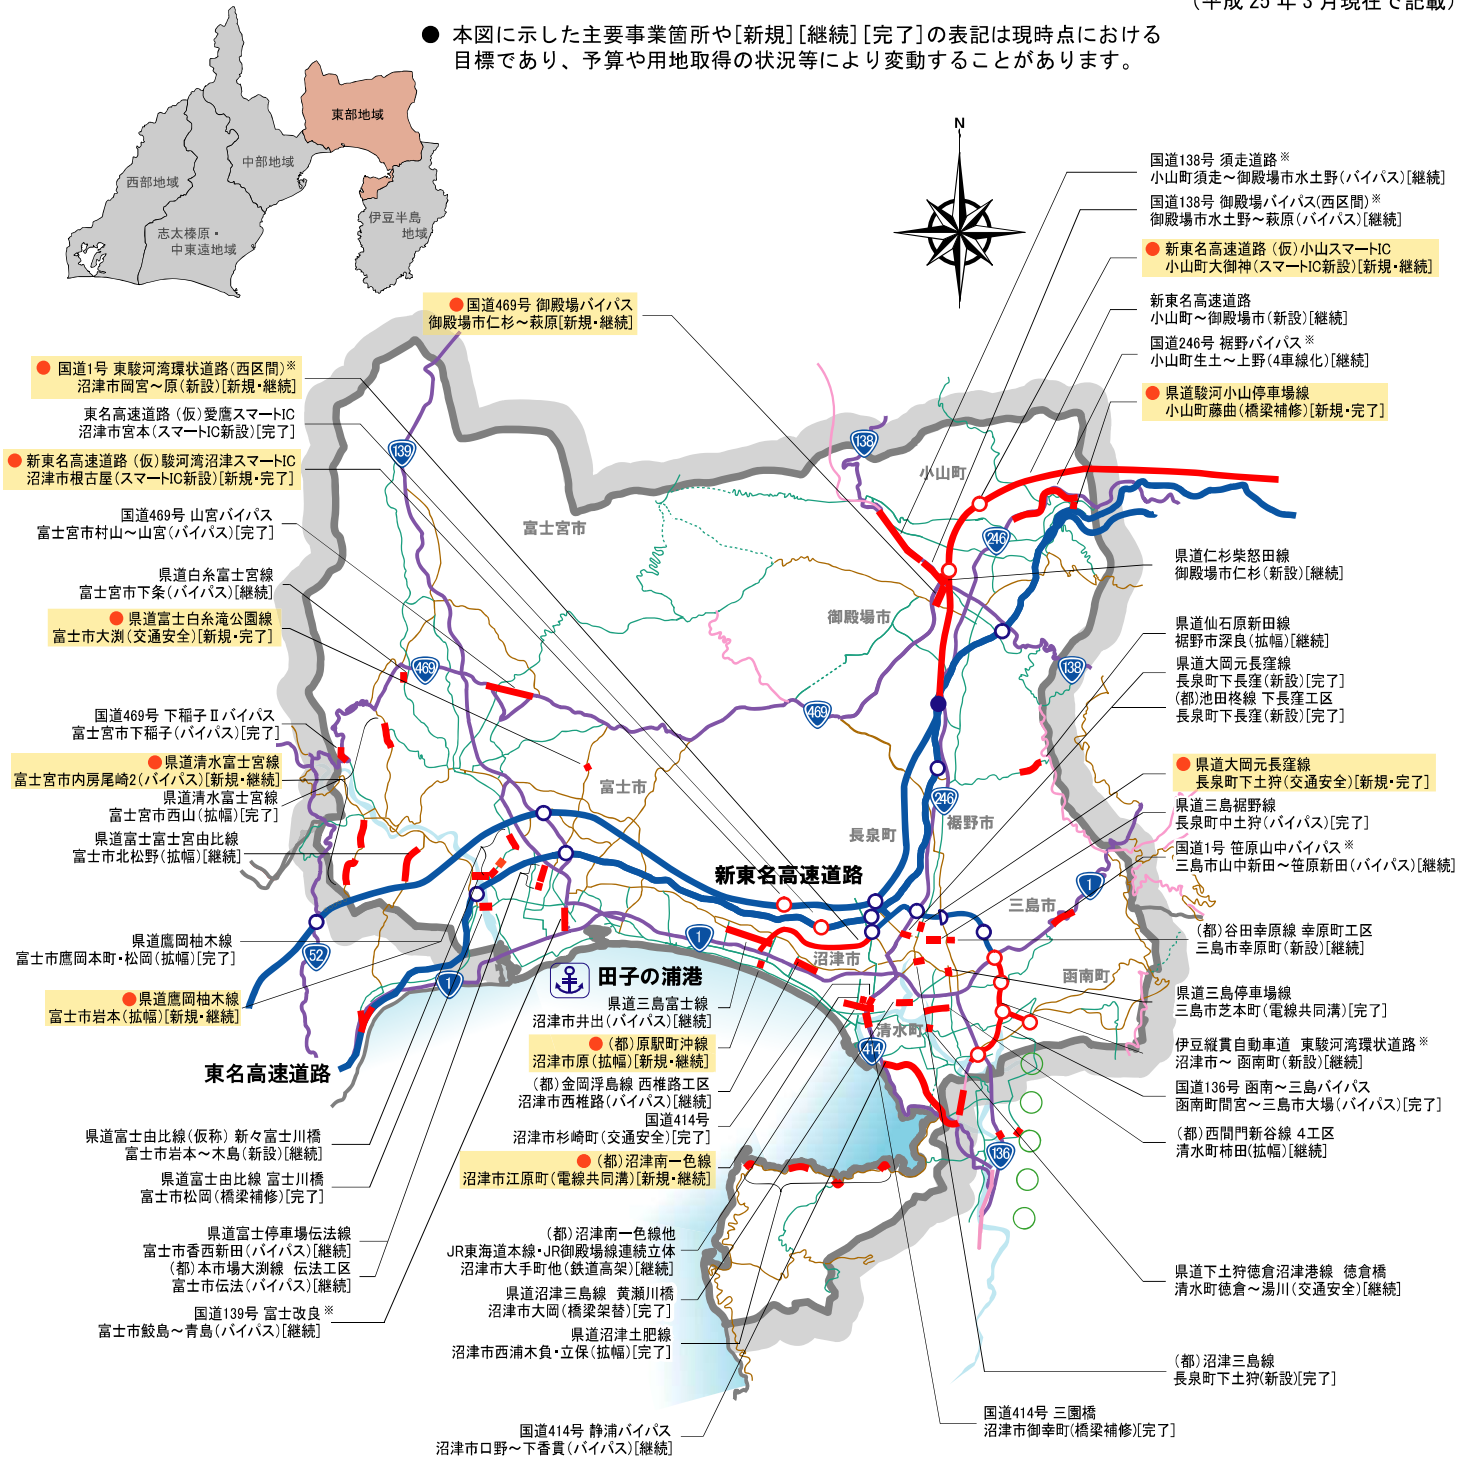 (平成25年3月現在で記載)
● 本図に示した主要事業箇所や[新規][継続][完了]の表記は現時点における
目標であり、予算や用地取得の状況等により変動することがあります。
東部地域
中部地域
西部地域
志太榛原・
中東遠地域
伊豆半島
地域
N
国道138号 須走道路※
小山町須走～御殿場市水土野(バイパス)[継続]
国道138号 御殿場バイパス(西区間)※
御殿場市水土野～萩原(バイパス)[継続]
● 新東名高速道路 (仮)小山スマートIC
小山町大御神(スマートIC新設)[新規・継続]
新東名高速道路
小山町～御殿場市(新設)[継続]
国道246号 裾野バイパス※
小山町生土～上野(4車線化)[継続]
● 県道駿河小山停車場線
小山町藤曲(橋梁補修)[新規・完了]
● 国道469号 御殿場バイパス
御殿場市仁杉～萩原[新規・継続]
● 国道1号 東駿河湾環状道路(西区間)※
沼津市岡宮～原(新設)[新規・継続]
東名高速道路 (仮)愛鷹スマートIC
沼津市宮本(スマートIC新設)[完了]
● 新東名高速道路 (仮)駿河湾沼津スマートIC
沼津市根古屋(スマートIC新設)[新規・完了]
国道469号 山宮バイパス
富士宮市村山～山宮(バイパス)[完了]
県道白糸富士宮線
富士宮市下条(バイパス)[継続]
● 県道富士白糸滝公園線
富士市大渕(交通安全)[新規・完了]
国道469号 下稲子Ⅱバイパス
富士宮市下稲子(バイパス)[完了]
● 県道清水富士宮線
富士宮市内房尾崎2(バイパス)[新規・継続]
県道清水富士宮線
富士宮市西山(拡幅)[完了]
県道富士富士宮由比線
富士市北松野(拡幅)[継続]
県道鷹岡柚木線
富士市鷹岡本町・松岡(拡幅)[完了]
● 県道鷹岡柚木線
富士市岩本(拡幅)[新規・継続]
東名高速道路
県道富士由比線(仮称) 新々富士川橋
富士市岩本～木島(新設)[継続]
県道富士由比線 富士川橋
富士市松岡(橋梁補修)[完了]
県道富士停車場伝法線
富士市香西新田(バイパス)[継続]
(都)本市場大渕線 伝法工区
富士市伝法(バイパス)[継続]
国道139号 富士改良※
富士市鮫島～青島(バイパス)[継続]
139
138
小山町
富士宮市
246
御殿場市
138
469
469
富士市
長泉町
246
裾野市
新東名高速道路
1
三島市
1
沼津市
函南町
52
1
田子の浦港
清水町
414
136
県道三島富士線
沼津市井出(バイパス)[継続]
● (都)原駅町沖線
沼津市原(拡幅)[新規・継続]
(都)金岡浮島線 西椎路工区
沼津市西椎路(バイパス)[継続]
国道414号
沼津市杉崎町(交通安全)[完了]
● (都)沼津南一色線
沼津市江原町(電線共同溝)[新規・継続]
(都)沼津南一色線他
JR東海道本線・JR御殿場線連続立体
沼津市大手町他(鉄道高架)[継続]
県道沼津三島線 黄瀬川橋
沼津市大岡(橋梁架替)[完了]
県道沼津土肥線
沼津市西浦木負・立保(拡幅)[完了]
国道414号 静浦バイパス
沼津市口野～下香貫(バイパス)[継続]
県道仁杉柴怒田線
御殿場市仁杉(新設)[継続]
県道仙石原新田線
裾野市深良(拡幅)[継続]
県道大岡元長窪線
長泉町下長窪(新設)[完了]
(都)池田柊線 下長窪工区
長泉町下長窪(新設)[完了]
● 県道大岡元長窪線
長泉町下土狩(交通安全)[新規・完了]
県道三島裾野線
長泉町中土狩(バイパス)[完了]
国道1号 笹原山中バイパス※
三島市山中新田～笹原新田(バイパス)[継続]
(都)谷田幸原線 幸原町工区
三島市幸原町(新設)[継続]
県道三島停車場線
三島市芝本町(電線共同溝)[完了]
伊豆縦貫自動車道 東駿河湾環状道路※
沼津市～函南町(新設)[継続]
国道136号 函南～三島バイパス
函南町間宮～三島市大場(バイパス)[完了]
(都)西間門新谷線 4工区
清水町柿田(拡幅)[継続]
県道下土狩徳倉沼津港線 徳倉橋
清水町徳倉～湯川(交通安全)[継続]
(都)沼津三島線
長泉町下土狩(新設)[完了]
国道414号 三園橋
沼津市御幸町(橋梁補修)[完了]